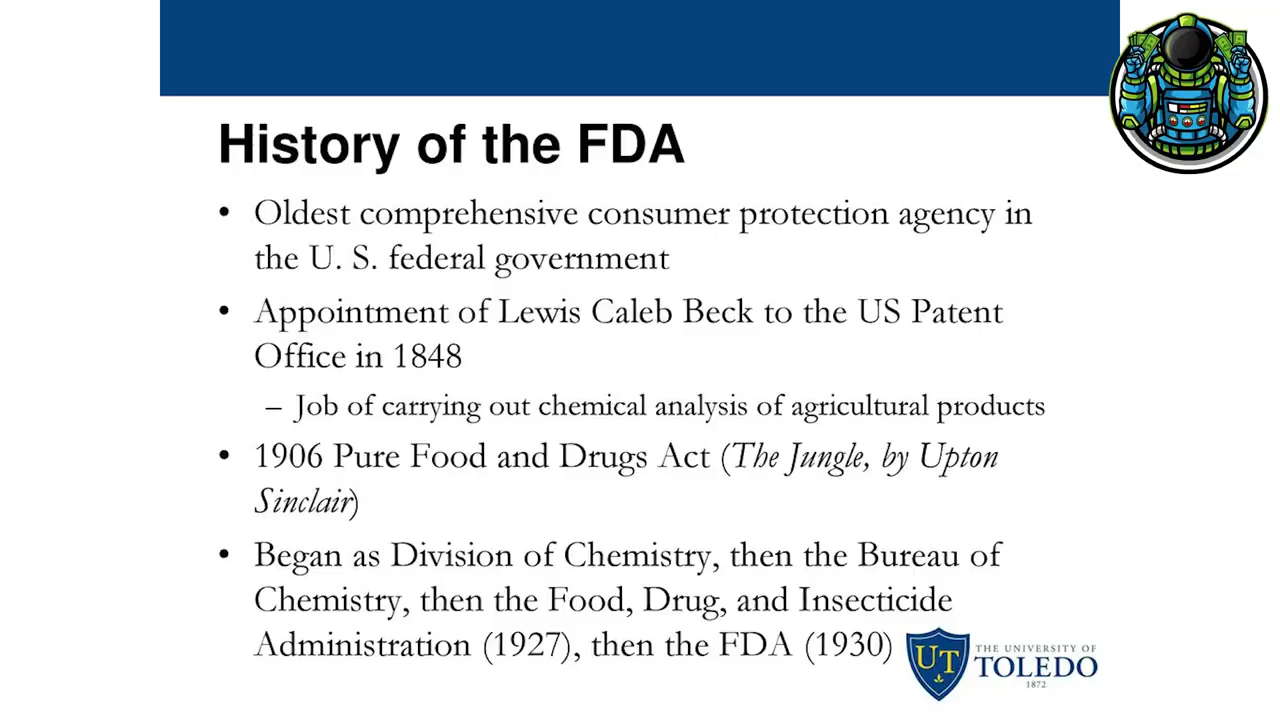 History of the FDA
• Oldest comprehensive consumer protection agency in
the U. S. federal government
• Appointment of Lewis Caleb Beck to the US Patent
Office in 1848
– Job of carrying out chemical analysis of agricultural products
• 1906 Pure Food and Drugs Act (The Jungle, by Upton
Sinclair)
• Began as Division of Chemistry, then the Bureau of
Chemistry, then the Food, Drug, and Insecticide
Administration (1927), then the FDA (1930)
UT
THE UNIVERSITY OF
TOLEDO
1872